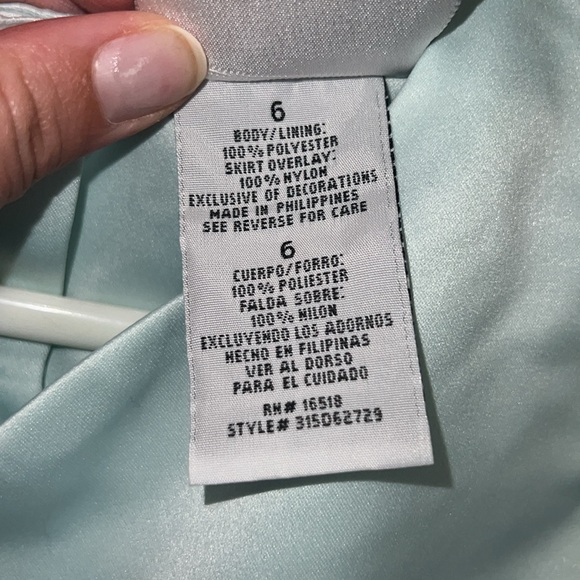 6
BODY/LINING:
100% POLYESTER
SKIRT OVERLAY:
100% NYLON
EXCLUSIVE OF DECORATIONS
MADE IN PHILIPPINES
SEE REVERSE FOR CARE
6
CUERPO/FORRO:
100% POLIESTER
FALDA SOBRE:
100% NILON
EXCLUYENDO LOS ADORNOS
HECHO EN FILIPINAS
VER AL DORSO
PARA EL CUIDADO
RN# 16518
STYLE# 315D62729